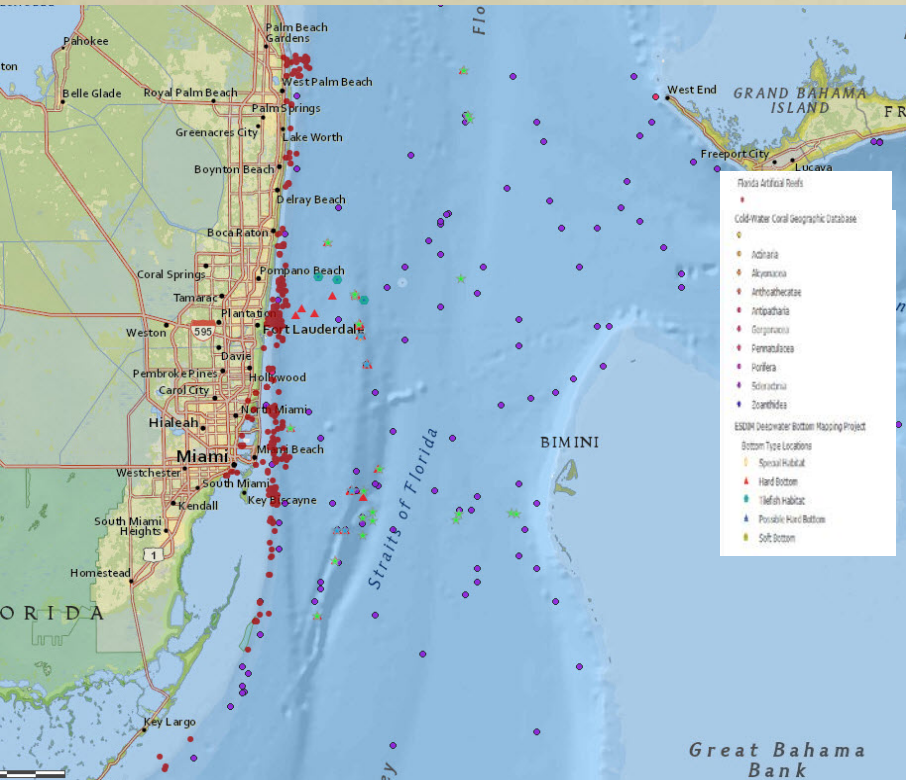 Flo
Palm Beach
Gardens
Pahokee
ton
West Palm Beach
Belle Glade
Royal Palm Beach
Palm Springs
Greenacres City
Lake Worth
West End
GRAND BAHAMA
ISLAND
FR
Freeport City
Lucaya
Boynton Beach
Delray Beach
Boca Raton
Coral Springs
Pompano Beach
Tamarac
Plantation
Weston
595
Fort Lauderdale
Davie
Pembroke Pines
Hollywood
Carol City
North Miami
Hialeah
Miami
Miami Beach
Westchester
South Miami
Key Biscayne
Kendall
South Miami
Heights
1
Homestead
ORIDA
Key Largo
Straits of Florida
BIMINI
ey
Great Bahama
Bank
n
Florida Artificial Reefs
Cold-Water Coral Geographic Database
Actiniaria
Alcyonacea
Anthoathecatae
Antipatharia
Gorgonacea
Pennatulacea
Porifera
Scleractinia
Zoanthidea
ESDIM Deepwater Bottom Mapping Project
Bottom Type Locations
Special Habitat
Hard Bottom
Tilefish Habitat
Possible Hard Bottom
Soft Bottom